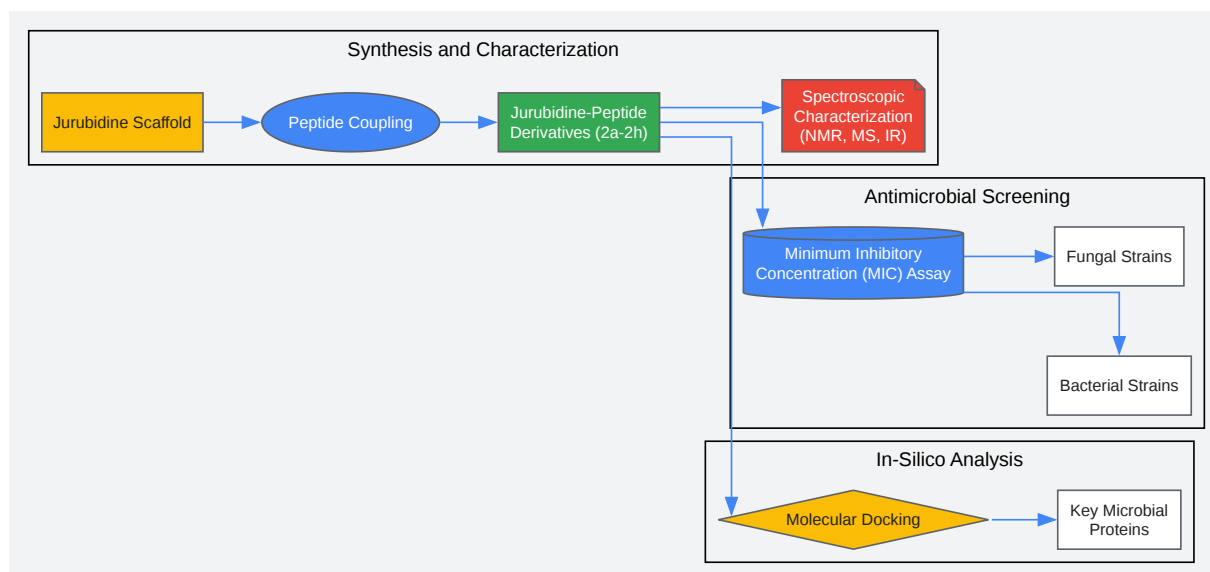 Synthesis and Characterization
Jurubidine Scaffold
Peptide Coupling
Jurubidine-Peptide
Derivatives (2a-2h)
Spectroscopic
Characterization
(NMR, MS, IR)
Antimicrobial Screening
Minimum Inhibitory
Concentration (MIC) Assay
Fungal Strains
Bacterial Strains
In-Silico Analysis
Molecular Docking
Key Microbial
Proteins